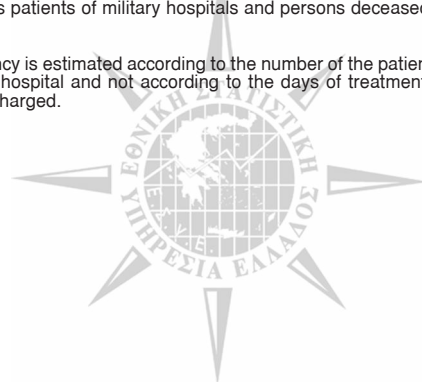 s patients of military hospitals and persons deceased
ncy is estimated according to the number of the patien
hospital and not according to the days of treatment
harged.
ΕΘΝΙΚΗ ΣΤΑΤΙΣΤΙΚΗ
ΥΠΗΡΕΣΙΑ ΕΛΛΑΔΟΣ
Ε.Σ.Υ.Ε.